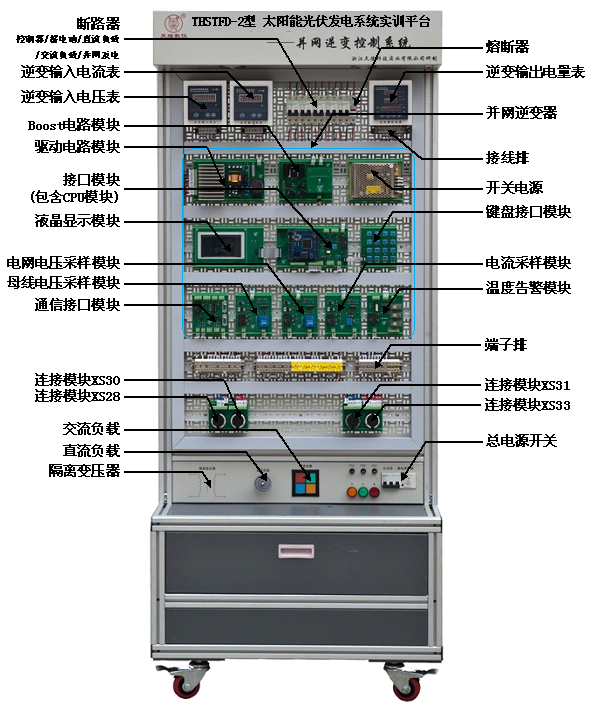 THSTFD-2型 太阳能光伏发电系统实训平台
并网逆变控制系统
断路器
控制器/蓄电动/直流负载
/交流负载/并网发电
逆变输入电流表
逆变输入电压表
Boost电路模块
驱动电路模块
接口模块
(包含CPU模块)
液晶显示模块
电网电压采样模块
母线电压采样模块
通信接口模块
连接模块XS30
连接模块XS28
交流负载
直流负载
隔离变压器
熔断器
逆变输出电量表
并网逆变器
接线排
开关电源
键盘接口模块
电流采样模块
温度告警模块
端子排
连接模块XS31
连接模块XS33
总电源开关